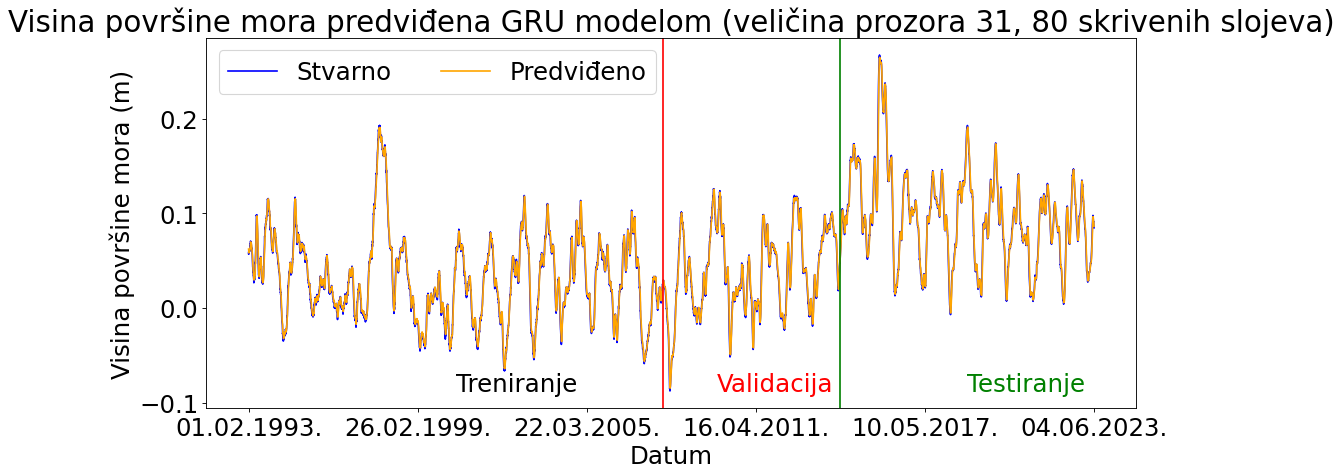 Visina površine mora predviđena GRU modelom (veličina prozora 31, 80 skrivenih slojeva)
Stvarno
Predviđeno
Visina površine mora (m)
0.2
0.1
0.0
−0.1
Treniranje
Validacija
Testiranje
01.02.1993.
26.02.1999.
22.03.2005.
16.04.2011.
10.05.2017.
04.06.2023.
Datum